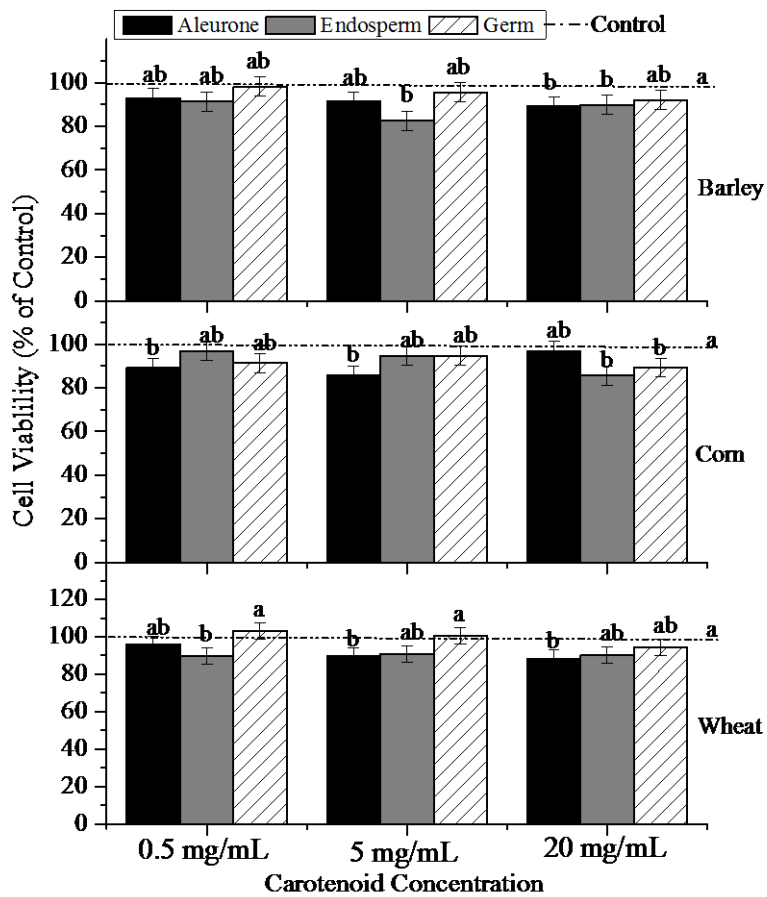 Aleurone Endosperm Germ Control
ab ab ab ab b ab b b ab a
100
80
60
40
20
0
Barley
b ab ab b ab ab ab b b a
100
80
60
40
20
0
Corn
ab b a b ab a b ab ab a
120
100
80
60
40
20
0
Wheat
Cell Viablility (% of Control)
0.5 mg/mL 5 mg/mL 20 mg/mL
Carotenoid Concentration